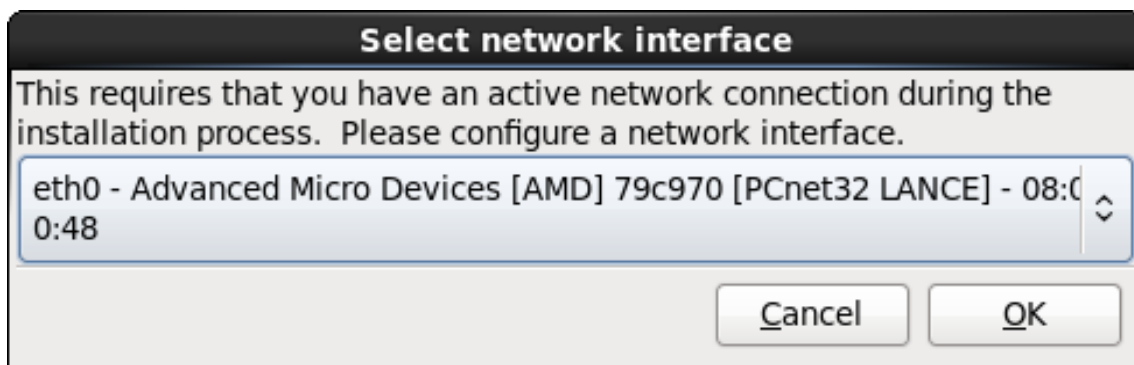 Select network interface
This requires that you have an active network connection during the
installation process.  Please configure a network interface.
eth0 - Advanced Micro Devices [AMD] 79c970 [PCnet32 LANCE] - 08:0
0:48
Cancel
OK